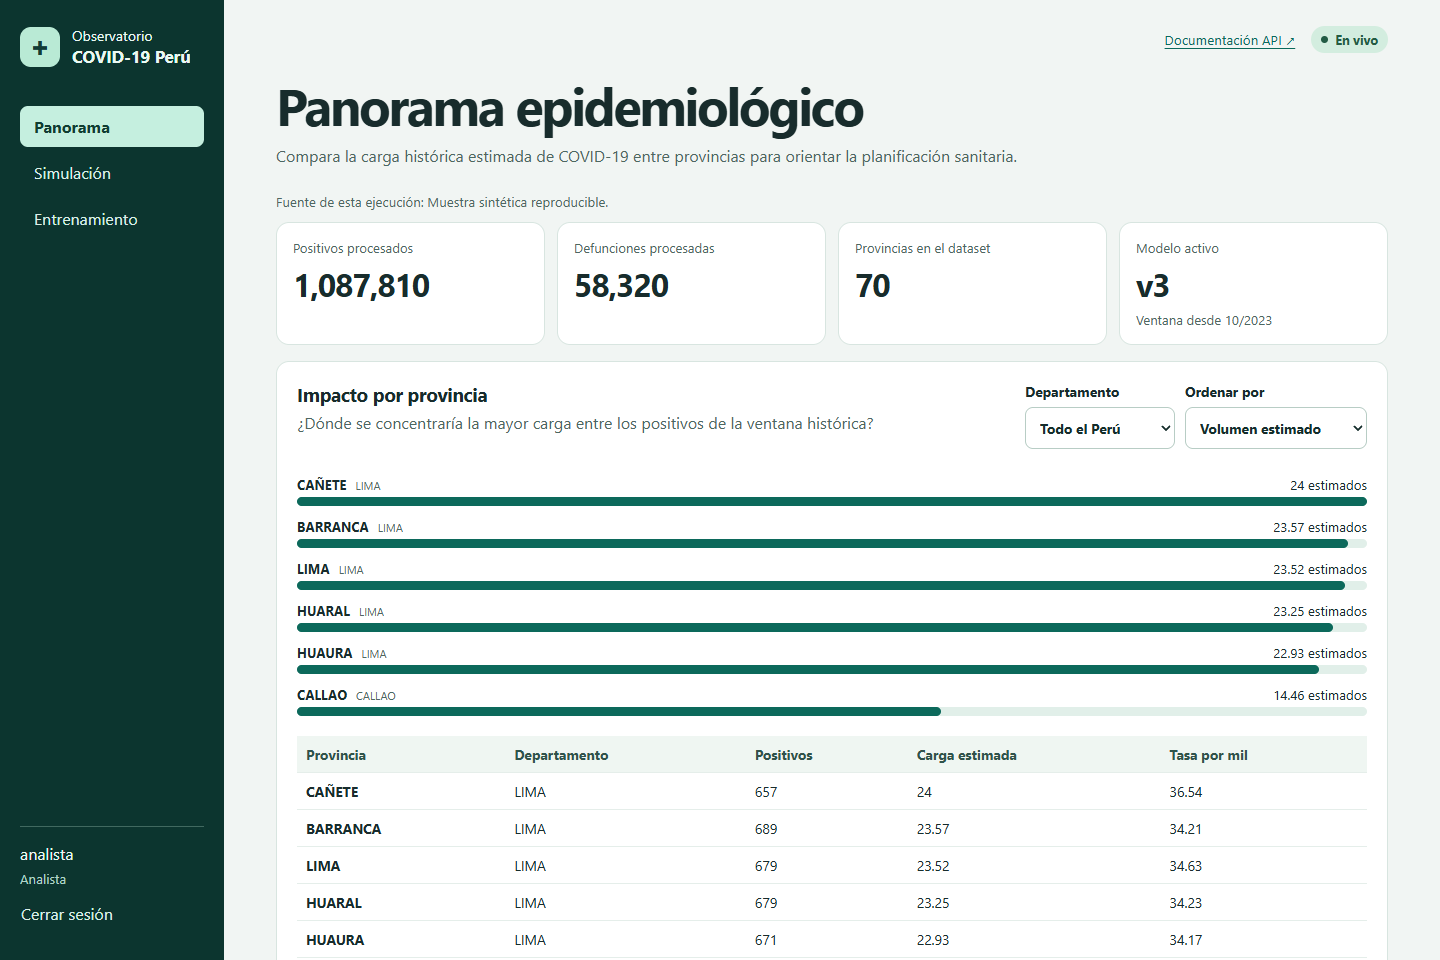 Observatorio
COVID-19 Perú
Panorama
Simulación
Entrenamiento
analista
Analista
Cerrar sesión
Documentación API ↗
En vivo
Panorama epidemiológico
Compara la carga histórica estimada de COVID-19 entre provincias para orientar la planificación sanitaria.
Fuente de esta ejecución: Muestra sintética reproducible.
Positivos procesados
1,087,810
Defunciones procesadas
58,320
Provincias en el dataset
70
Modelo activo
v3
Ventana desde 10/2023
Impacto por provincia
¿Dónde se concentraría la mayor carga entre los positivos de la ventana histórica?
Departamento
Todo el Perú
Ordenar por
Volumen estimado
CAÑETE LIMA 24 estimados
BARRANCA LIMA 23.57 estimados
LIMA LIMA 23.52 estimados
HUARAL LIMA 23.25 estimados
HUAURA LIMA 22.93 estimados
CALLAO CALLAO 14.46 estimados
Provincia Departamento Positivos Carga estimada Tasa por mil
CAÑETE LIMA 657 24 36.54
BARRANCA LIMA 689 23.57 34.21
LIMA LIMA 679 23.52 34.63
HUARAL LIMA 679 23.25 34.23
HUAURA LIMA 671 22.93 34.17